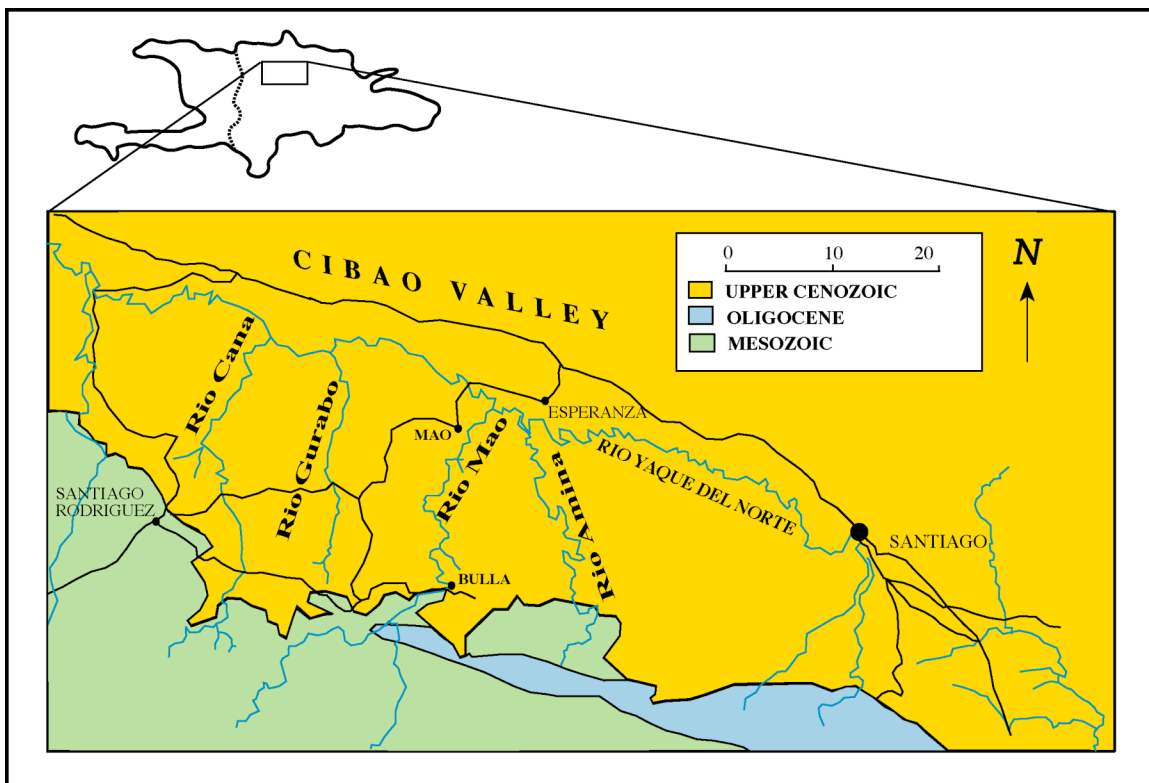 CIBAO VALLEY
0 10 20
UPPER CENOZOIC
OLIGOCENE
MESOZOIC
N
Rio Cana
Rio Gurabo
MAO
Rio Mao
ESPERANZA
Rio Amina
RIO YAQUE DEL NORTE
SANTIAGO
RODRIGUEZ
SANTIAGO
BULLA